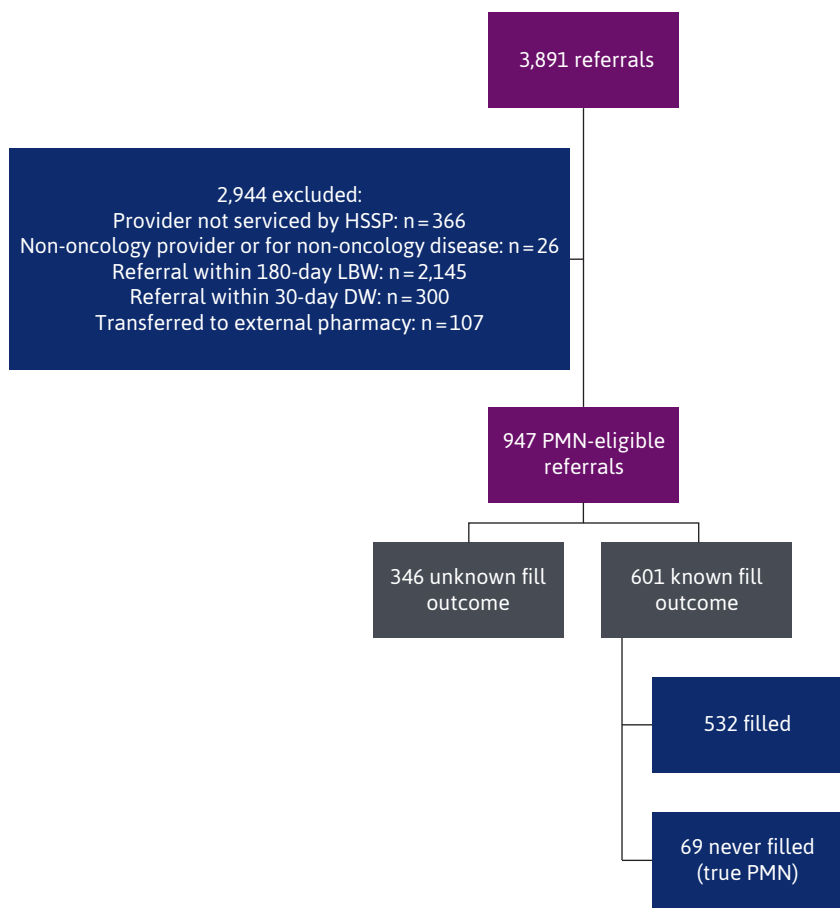 3,891 referrals
2,944 excluded:
Provider not serviced by HSSP: n = 366
Non-oncology provider or for non-oncology disease: n = 26
Referral within 180-day LBW: n = 2,145
Referral within 30-day DW: n = 300
Transferred to external pharmacy: n = 107
947 PMN-eligible
referrals
346 unknown fill
outcome
601 known fill
outcome
532 filled
69 never filled
(true PMN)